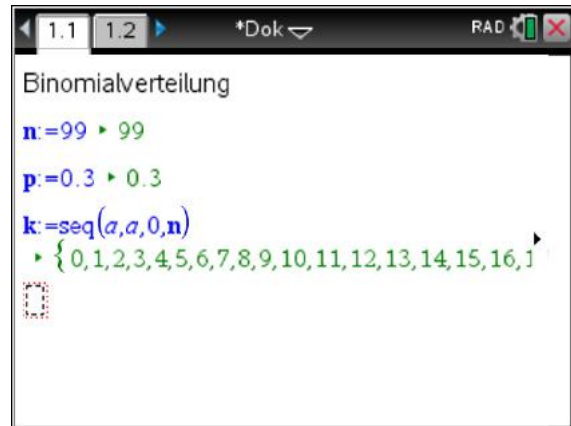 1.1 1.2 *Dok RAD
Binomialverteilung
n:=99 ▸ 99
p:=0.3 ▸ 0.3
k:=seq(a,a,0,n)
▸ {0,1,2,3,4,5,6,7,8,9,10,11,12,13,14,15,16,1